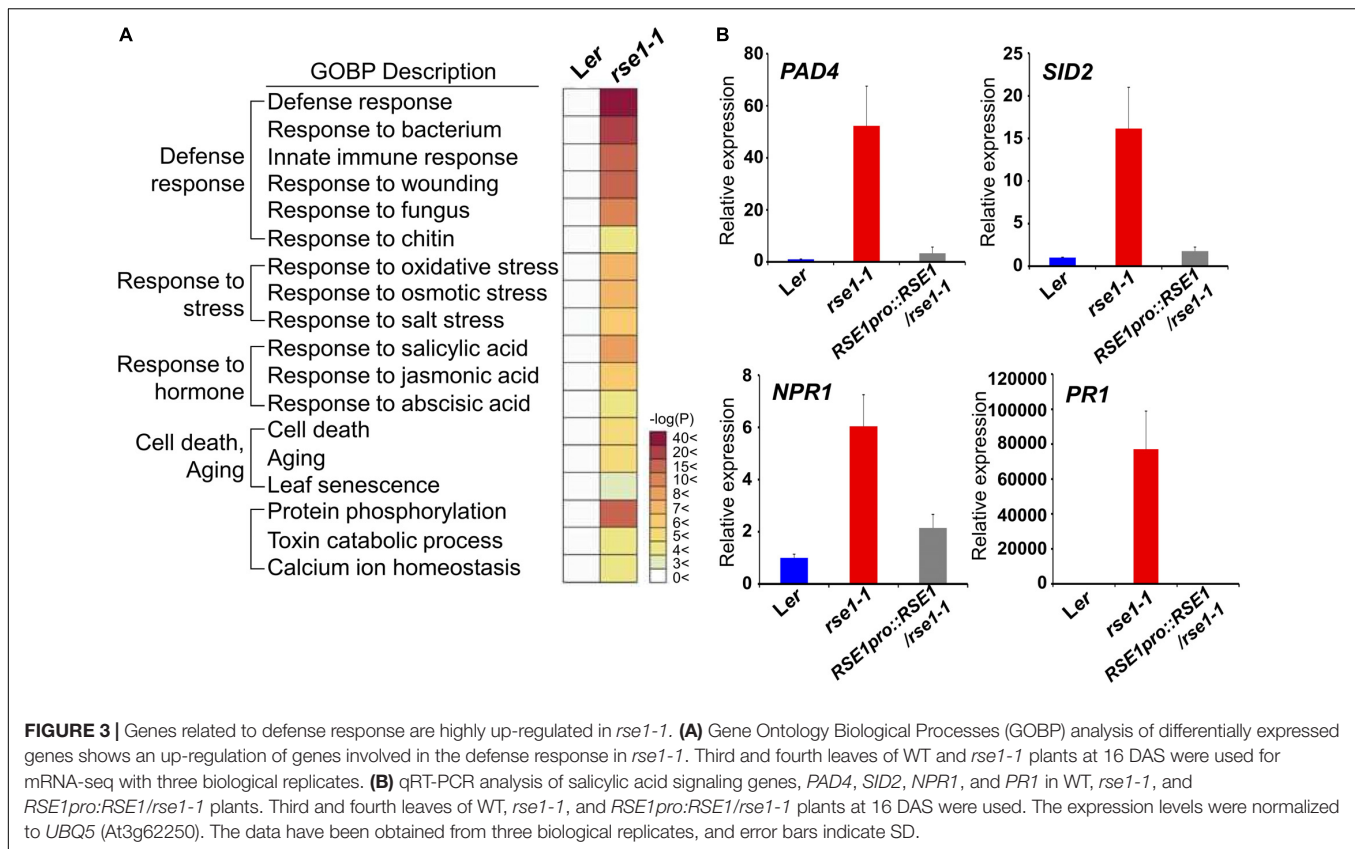 A
GOBP Description
Ler
rse1-1
Defense response
Response to bacterium
Innate immune response
Response to wounding
Response to fungus
Response to chitin
Defense
response
Response to oxidative stress
Response to osmotic stress
Response to salt stress
Response to
stress
Response to salicylic acid
Response to jasmonic acid
Response to abscisic acid
Response to
hormone
Cell death
Aging
Leaf senescence
Cell death,
Aging
Protein phosphorylation
Toxin catabolic process
Calcium ion homeostasis
-log(P)
40<
20<
15<
10<
8<
7<
6<
5<
4<
3<
0<
B
PAD4
Relative expression
80
60
40
20
0
Ler
rse1-1
RSE1pro::RSE1
/rse1-1
SID2
Relative expression
25
20
15
10
5
0
Ler
rse1-1
RSE1pro::RSE1
/rse1-1
NPR1
Relative expression
8
6
4
2
0
Ler
rse1-1
RSE1pro::RSE1
/rse1-1
PR1
Relative expression
120000
100000
80000
60000
40000
20000
0
Ler
rse1-1
RSE1pro::RSE1
/rse1-1
FIGURE 3 | Genes related to defense response are highly up-regulated in rse1-1. (A) Gene Ontology Biological Processes (GOBP) analysis of differentially expressed
genes shows an up-regulation of genes involved in the defense response in rse1-1. Third and fourth leaves of WT and rse1-1 plants at 16 DAS were used for
mRNA-seq with three biological replicates. (B) qRT-PCR analysis of salicylic acid signaling genes, PAD4, SID2, NPR1, and PR1 in WT, rse1-1, and
RSE1pro:RSE1/rse1-1 plants. Third and fourth leaves of WT, rse1-1, and RSE1pro:RSE1/rse1-1 plants at 16 DAS were used. The expression levels were normalized
to UBQ5 (At3g62250). The data have been obtained from three biological replicates, and error bars indicate SD.